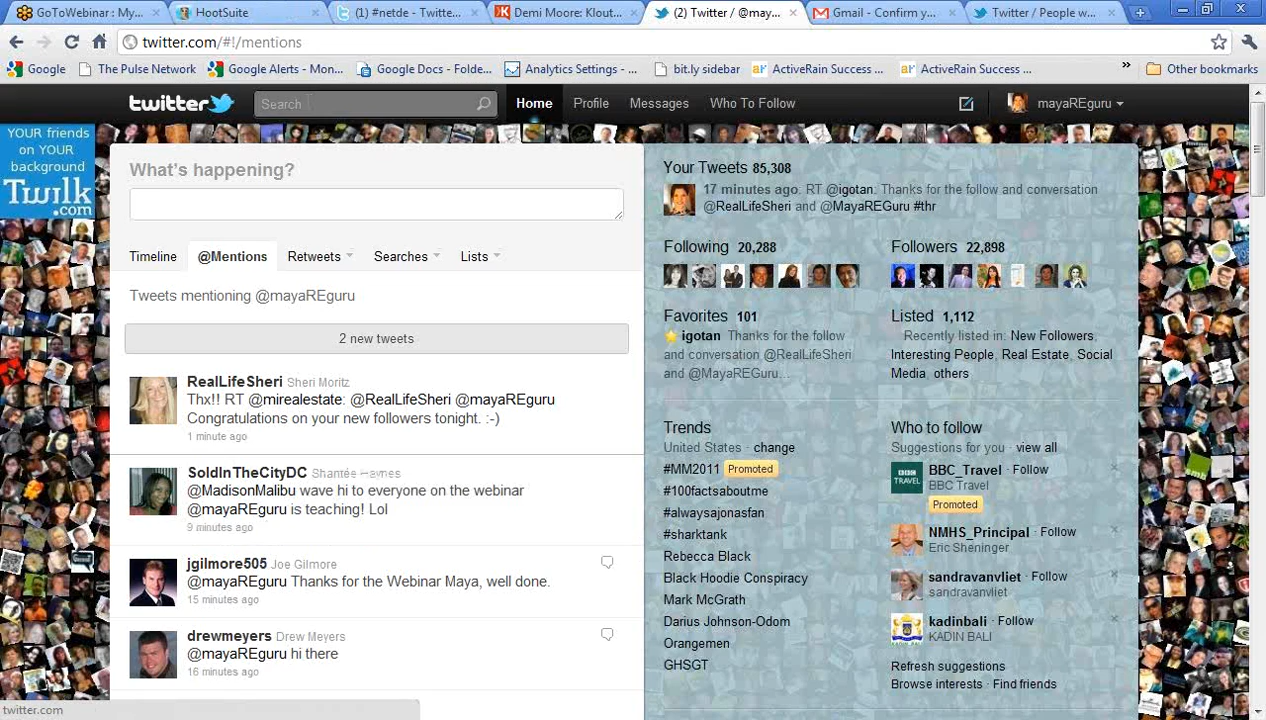 GoToWebinar : My...
HootSuite
(1) #netde - Twitte...
Demi Moore: Klout...
(2) Twitter / @may...
Gmail - Confirm y...
Twitter / People w...
twitter.com/#!/mentions
Google
The Pulse Network
Google Alerts - Mon...
Google Docs - Folde...
Analytics Settings - ...
bit.ly sidebar
ActiveRain Success ...
ActiveRain Success ...
Other bookmarks
twitter
Search
Home
Profile
Messages
Who To Follow
mayaREguru
YOUR friends
on YOUR
background
Twilk
.com
What's happening?
Timeline
@Mentions
Retweets
Searches
Lists
Tweets mentioning @mayaREguru
2 new tweets
RealLifeSheri Sheri Moritz
Thx!! RT @mirealestate: @RealLifeSheri @mayaREguru
Congratulations on your new followers tonight. :-)
1 minute ago
SoldInTheCityDC Shantée Haynes
@MadisonMalibu wave hi to everyone on the webinar
@mayaREguru is teaching! Lol
9 minutes ago
jgilmore505 Joe Gilmore
@mayaREguru Thanks for the Webinar Maya, well done.
15 minutes ago
drewmeyers Drew Meyers
@mayaREguru hi there
16 minutes ago
twitter.com
Your Tweets 85,308
17 minutes ago: RT @igotan: Thanks for the follow and conversation
@RealLifeSheri and @MayaREGuru #thr
Following 20,288
Followers 22,898
Favorites 101
igotan Thanks for the follow
and conversation @RealLifeSheri
and @MayaREGuru...
Listed 1,112
Recently listed in: New Followers,
Interesting People, Real Estate, Social
Media, others
Trends
United States · change
#MM2011 Promoted
#100factsaboutme
#alwaysajonasfan
#sharktank
Rebecca Black
Black Hoodie Conspiracy
Mark McGrath
Darius Johnson-Odom
Orangemen
GHSGT
Who to follow
Suggestions for you · view all
BBC_Travel · Follow
BBC Travel
Promoted
NMHS_Principal · Follow
Eric Sheninger
sandravanvliet · Follow
sandravanvliet
kadinbali · Follow
KADIN BALI
Refresh suggestions
Browse interests · Find friends